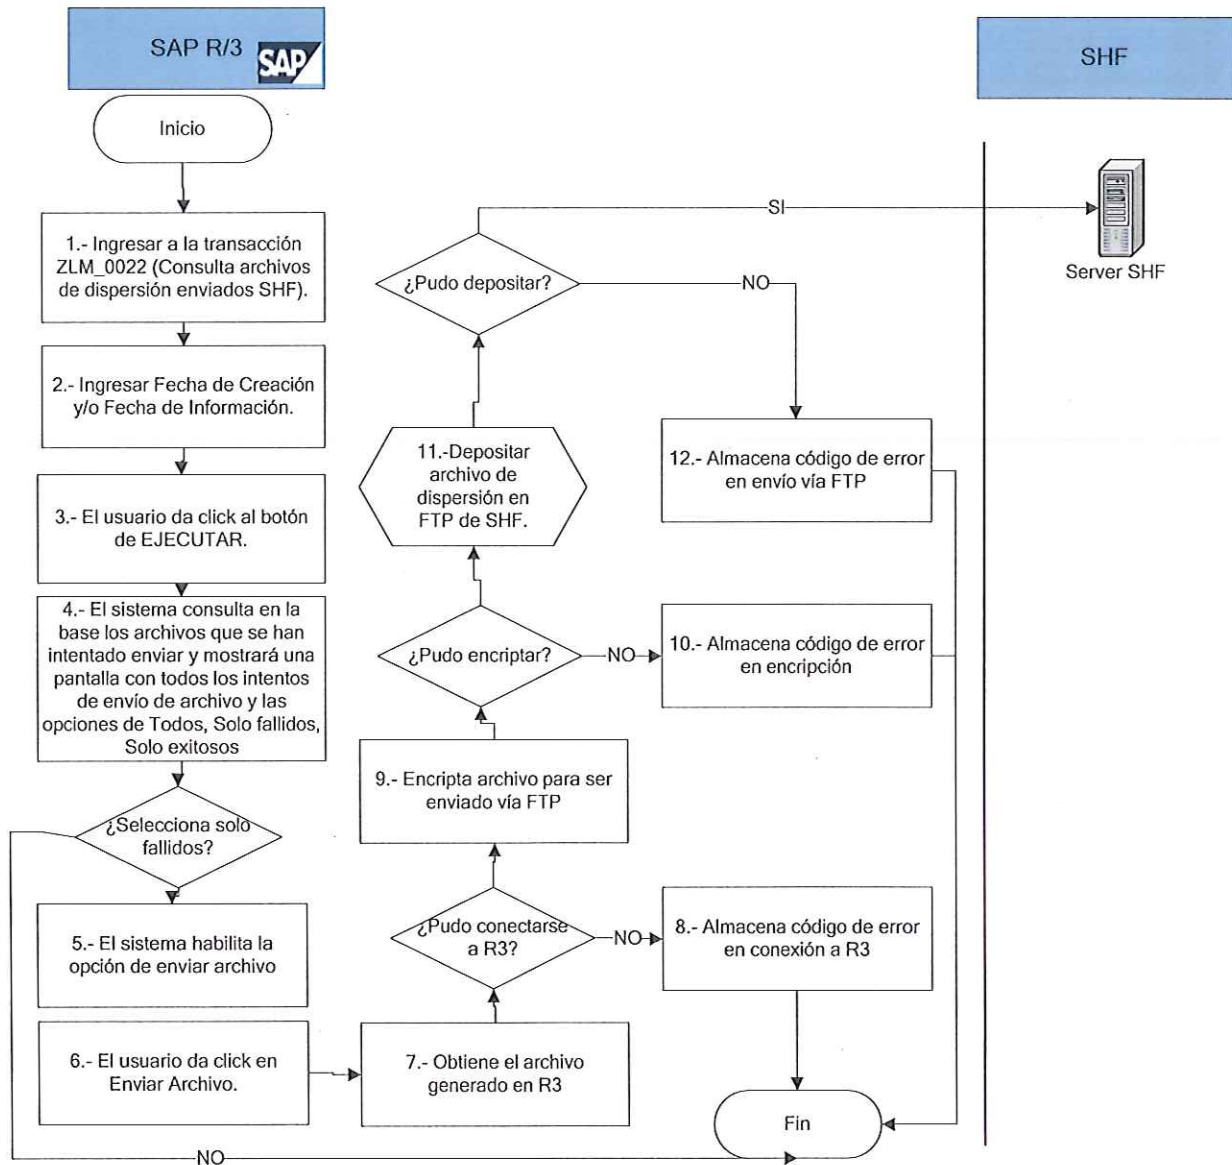 SAP R/3
SAP
SHF
Inicio
1.- Ingresar a la transacción
ZLM_0022 (Consulta archivos
de dispersión enviados SHF).
2.- Ingresar Fecha de Creación
y/o Fecha de Información.
3.- El usuario da click al botón
de EJECUTAR.
4.- El sistema consulta en la
base los archivos que se han
intentado enviar y mostrará una
pantalla con todos los intentos
de envío de archivo y las
opciones de Todos, Solo fallidos,
Solo exitosos
¿Selecciona solo
fallidos?
5.- El sistema habilita la
opción de enviar archivo
6.- El usuario da click en
Enviar Archivo.
NO
7.- Obtiene el archivo
generado en R3
¿Pudo conectarse
a R3?
NO
8.- Almacena código de error
en conexión a R3
9.- Encripta archivo para ser
enviado vía FTP
¿Pudo encriptar?
NO
10.- Almacena código de error
en encripción
11.-Depositar
archivo de
dispersión en
FTP de SHF.
¿Pudo depositar?
NO
12.- Almacena código de error
en envío vía FTP
SI
Server SHF
Fin